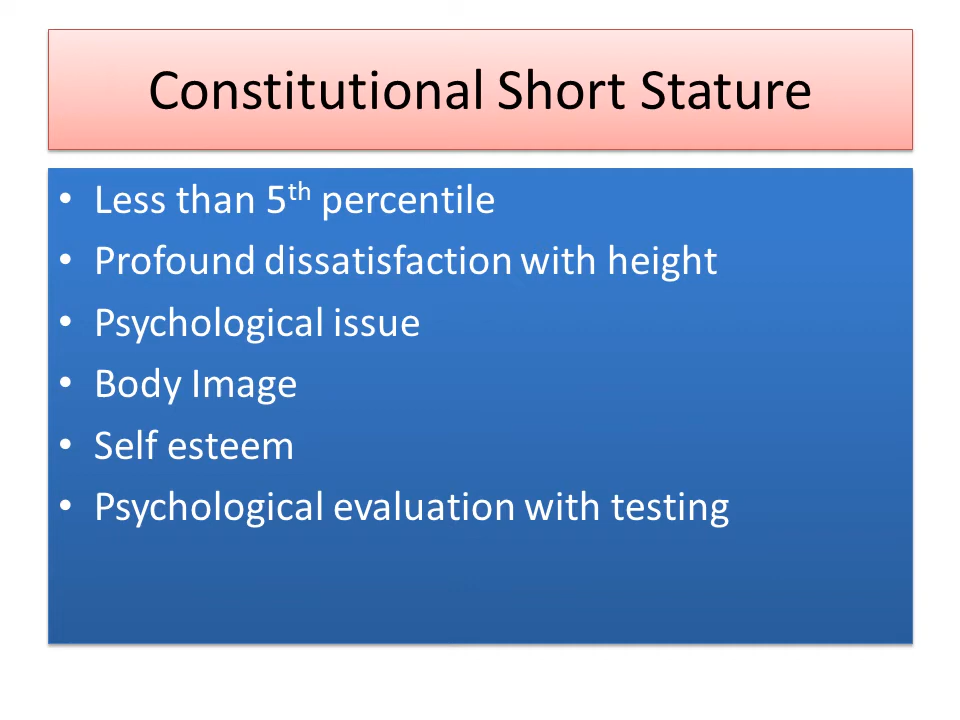 Constitutional Short Stature
• Less than 5th percentile
• Profound dissatisfaction with height
• Psychological issue
• Body Image
• Self esteem
• Psychological evaluation with testing